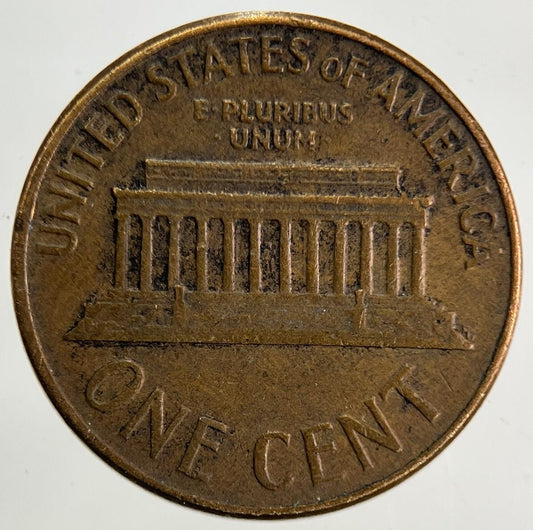 UNITED STATES OF AMERICA
E·PLURIBUS
UNUM
ONE CENT